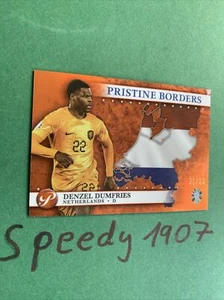 PRISTINE BORDERS
22
DENZEL DUMFRIES
NETHERLANDS • D
Speedy 1907